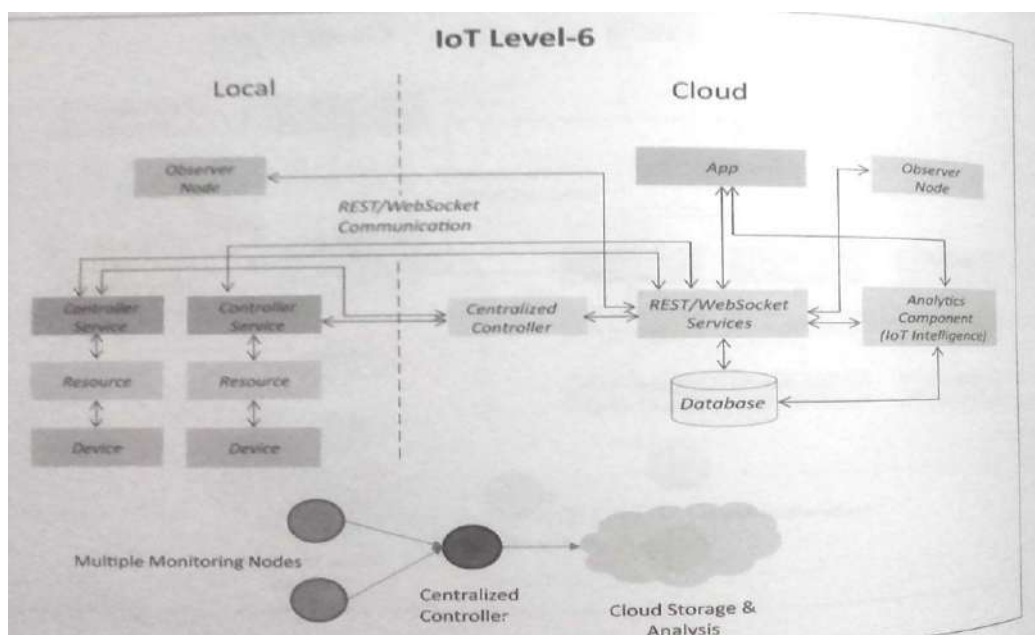 IoT Level-6
Local
Cloud
Observer
Node
App
Observer
Node
REST/WebSocket
Communication
Controller
Service
Controller
Service
Centralized
Controller
REST/WebSocket
Services
Analytics
Component
(IoT Intelligence)
Resource
Resource
Database
Device
Device
Multiple Monitoring Nodes
Centralized
Controller
Cloud Storage &
Analysis